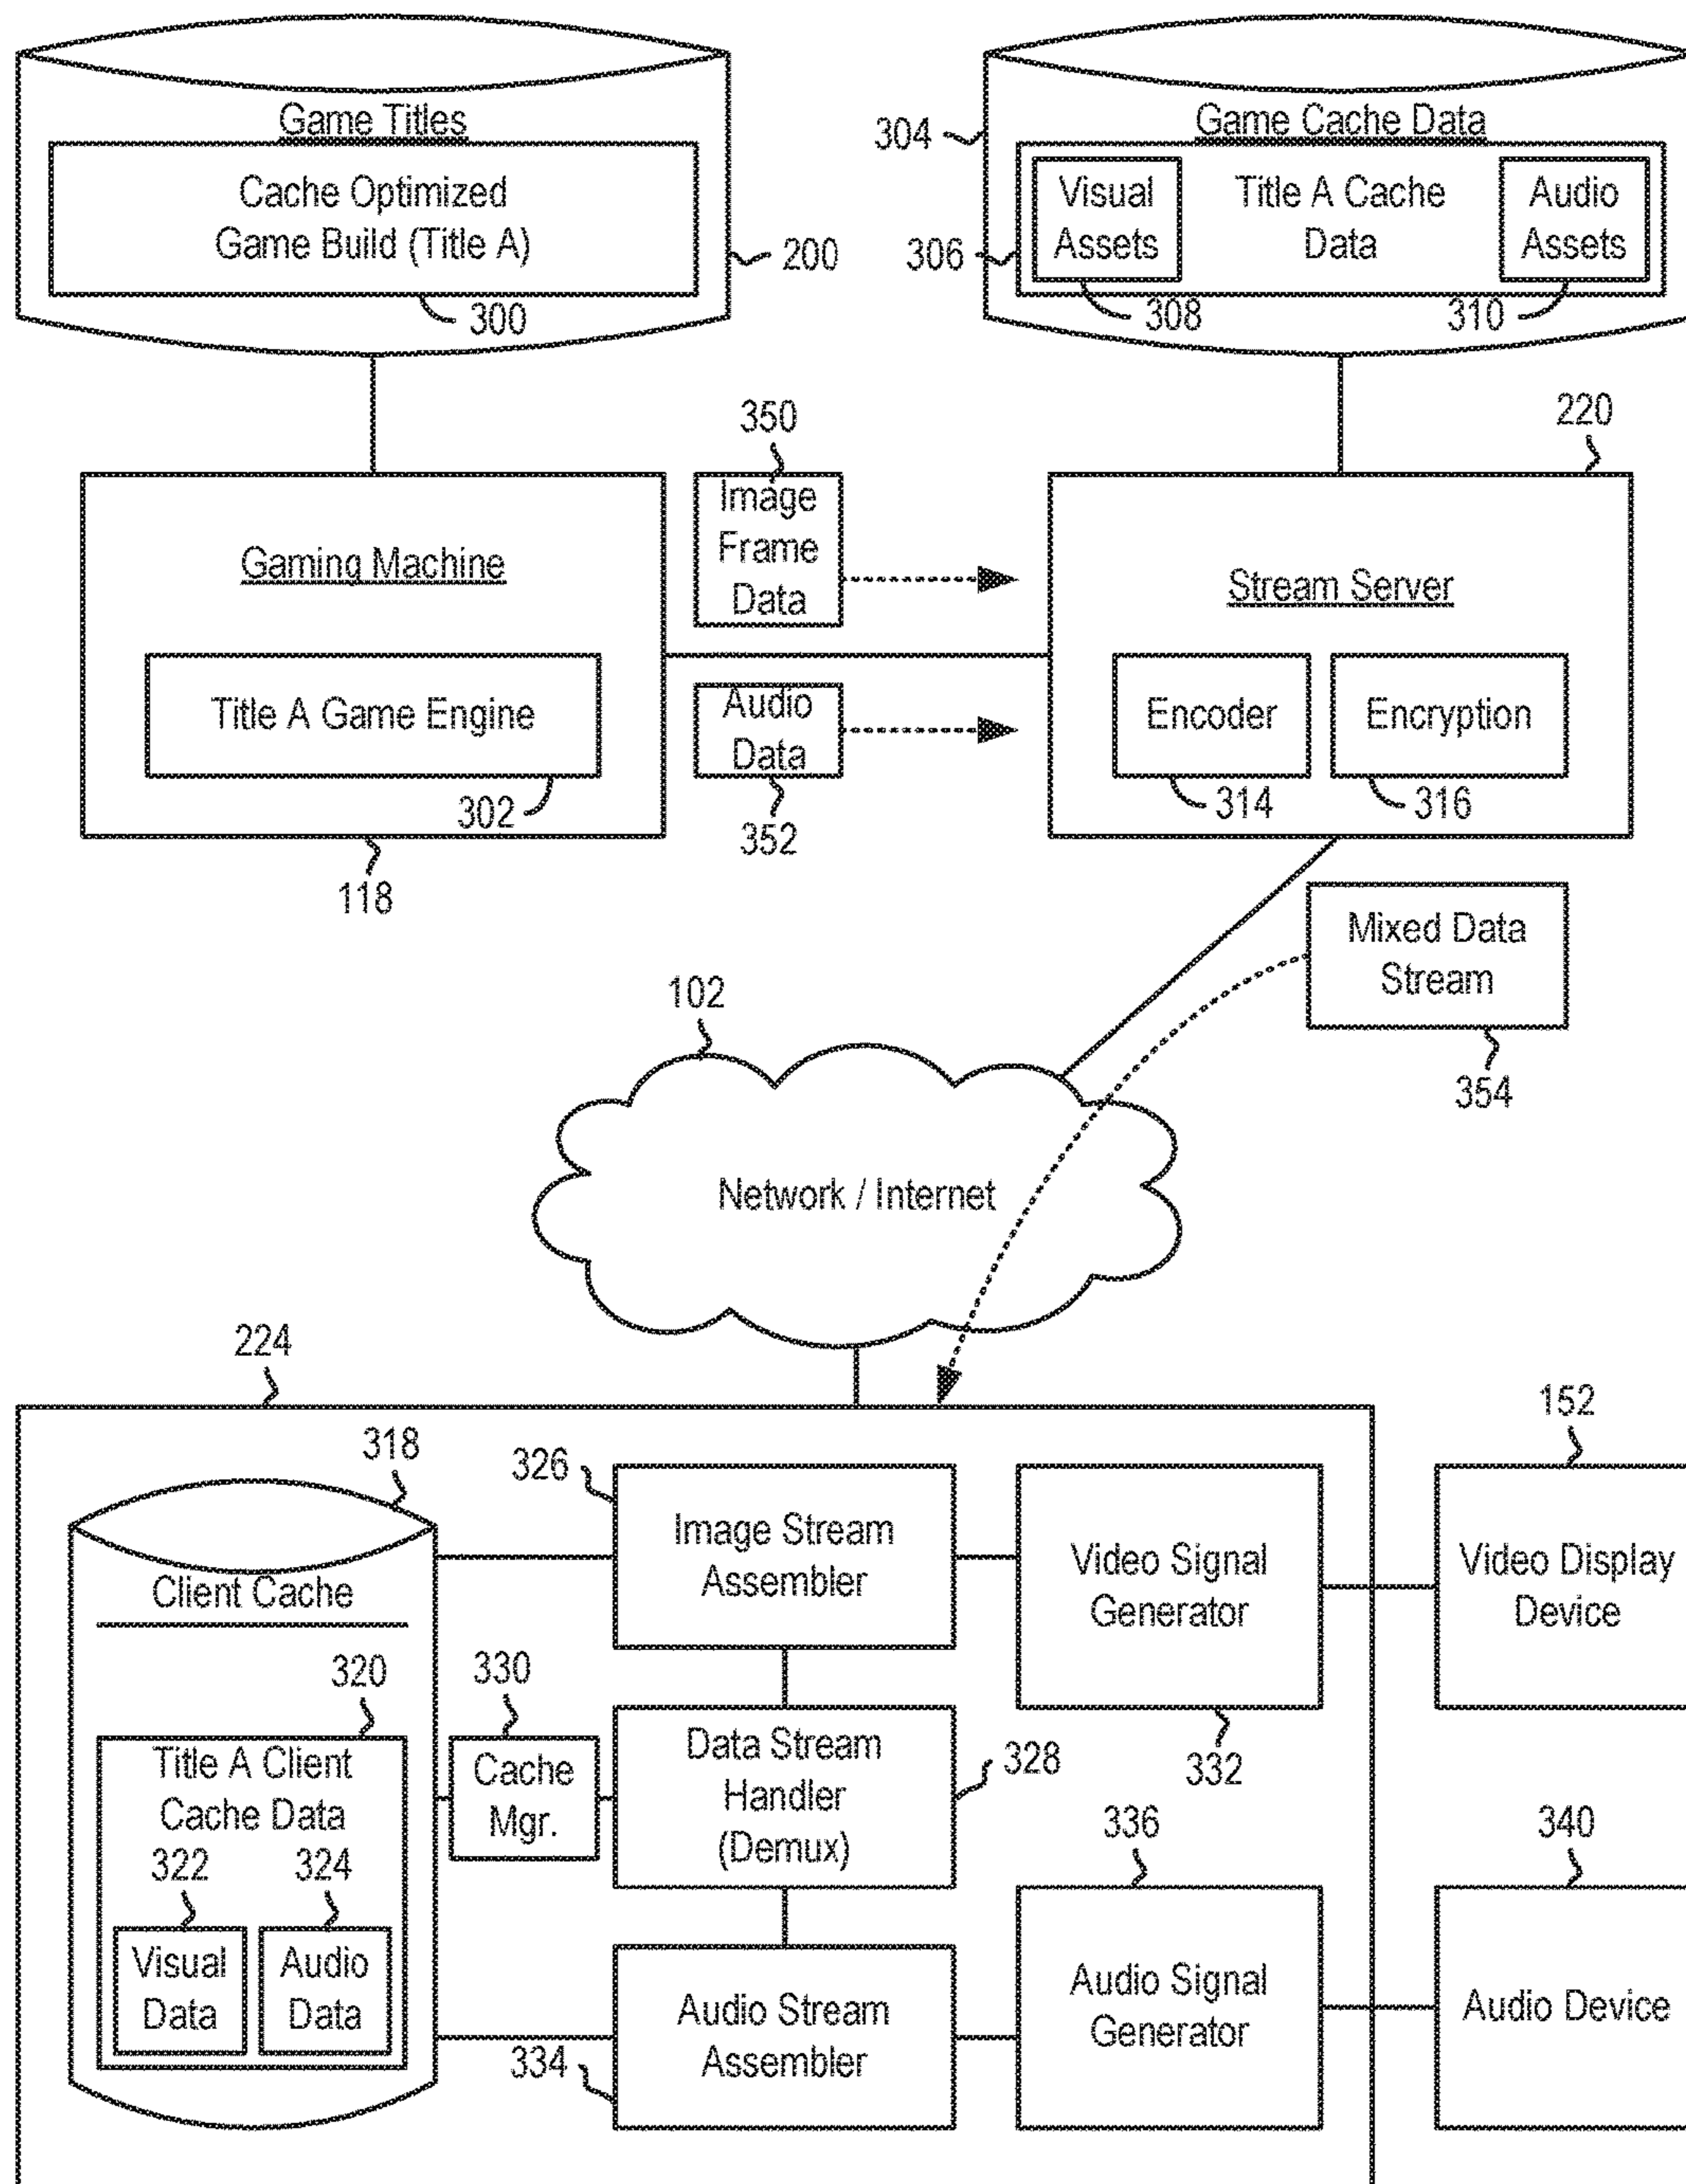 Game Titles
Cache Optimized
Game Build (Title A)
200
300
Game Cache Data
304
Visual
Assets
Title A Cache
Data
Audio
Assets
306
308
310
350
220
Image
Frame
Data
Gaming Machine
Stream Server
Title A Game Engine
Audio
Data
Encoder
Encryption
302
352
314
316
118
Mixed Data
Stream
102
354
Network / Internet
224
318
326
152
Client Cache
Image Stream
Assembler
Video Signal
Generator
Video Display
Device
320
330
Title A Client
Cache Data
Cache
Mgr.
Data Stream
Handler
(Demux)
328
332
322
324
336
340
Visual
Data
Audio
Data
Audio Stream
Assembler
Audio Signal
Generator
Audio Device
334